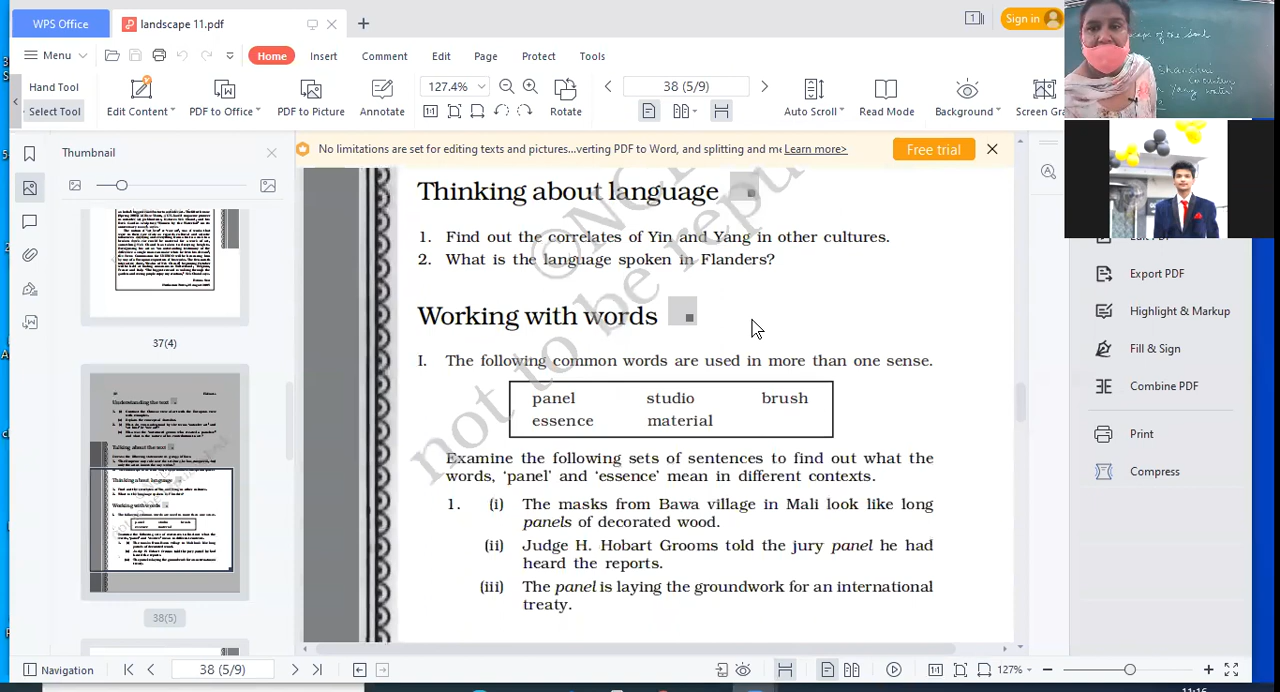 WPS Office
landscape 11.pdf
1
Sign in
Menu
Home
Insert
Comment
Edit
Page
Protect
Tools
Hand Tool
Select Tool
Edit Content
PDF to Office
PDF to Picture
Annotate
127.4%
Rotate
38 (5/9)
Auto Scroll
Read Mode
Background
Screen Gra
Thumbnail
No limitations are set for editing texts and pictures...verting PDF to Word, and splitting and me Learn more>
Free trial
37(4)
38(5)
Thinking about language
1. Find out the correlates of Yin and Yang in other cultures.
2. What is the language spoken in Flanders?
Working with words
I. The following common words are used in more than one sense.
panel studio brush
essence material
Examine the following sets of sentences to find out what the
words, ‘panel’ and ‘essence’ mean in different contexts.
1. (i) The masks from Bawa village in Mali look like long
panels of decorated wood.
(ii) Judge H. Hobart Grooms told the jury panel he had
heard the reports.
(iii) The panel is laying the groundwork for an international
treaty.
not to be repu
Export PDF
Highlight & Markup
Fill & Sign
Combine PDF
Print
Compress
Navigation
38 (5/9)
127%
11:16